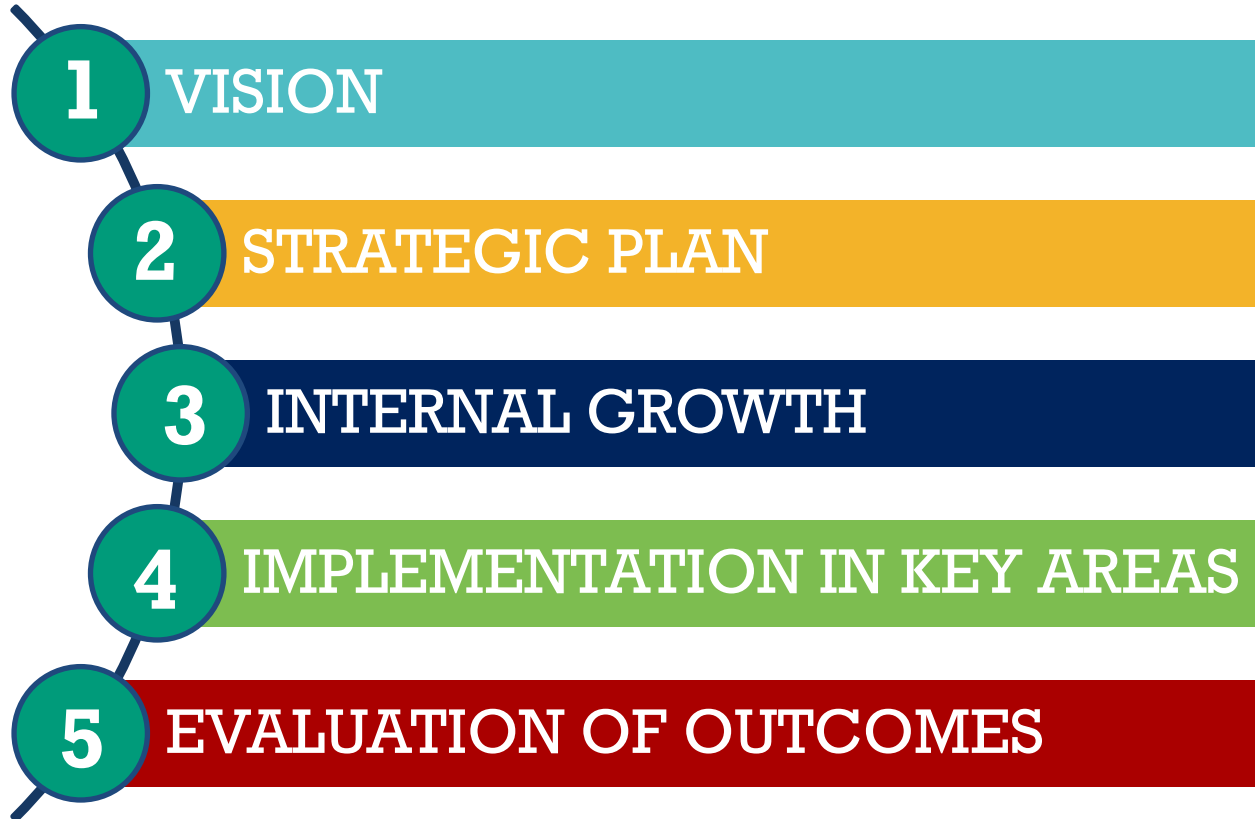 1 VISION
2 STRATEGIC PLAN
3 INTERNAL GROWTH
4 IMPLEMENTATION IN KEY AREAS
5 EVALUATION OF OUTCOMES